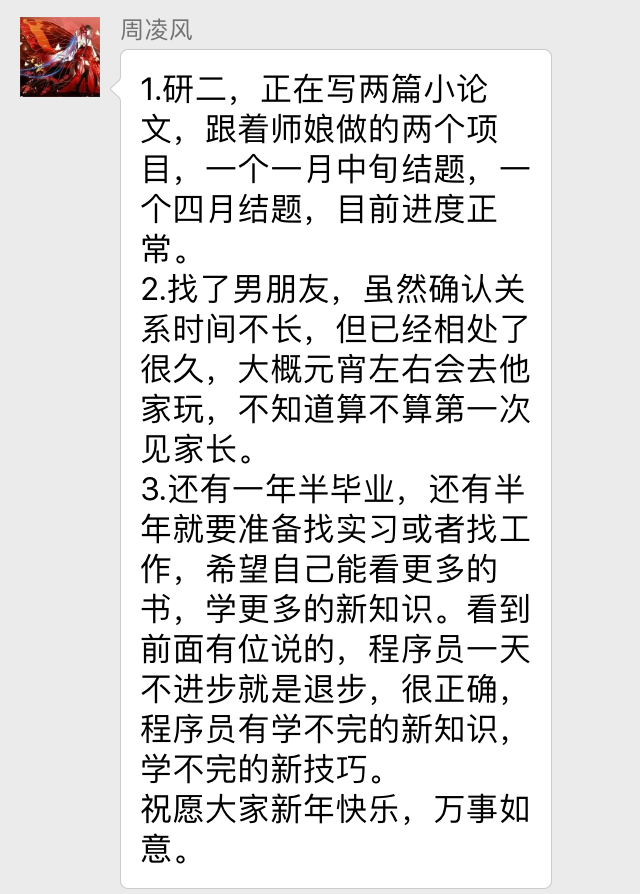 周凌风
1.研二，正在写两篇小论
文，跟着师娘做的两个项
目，一个一月中旬结题，一
个四月结题，目前进度正
常。
2.找了男朋友，虽然确认关
系时间不长，但已经相处了
很久，大概元宵左右会去他
家玩，不知道算不算第一次
见家长。
3.还有一年半毕业，还有半
年就要准备找实习或者找工
作，希望自己能看更多的
书，学更多的新知识。看到
前面有位说的，程序员一天
不进步就是退步，很正确，
程序员有学不完的新知识，
学不完的新技巧。
祝愿大家新年快乐，万事如
意。